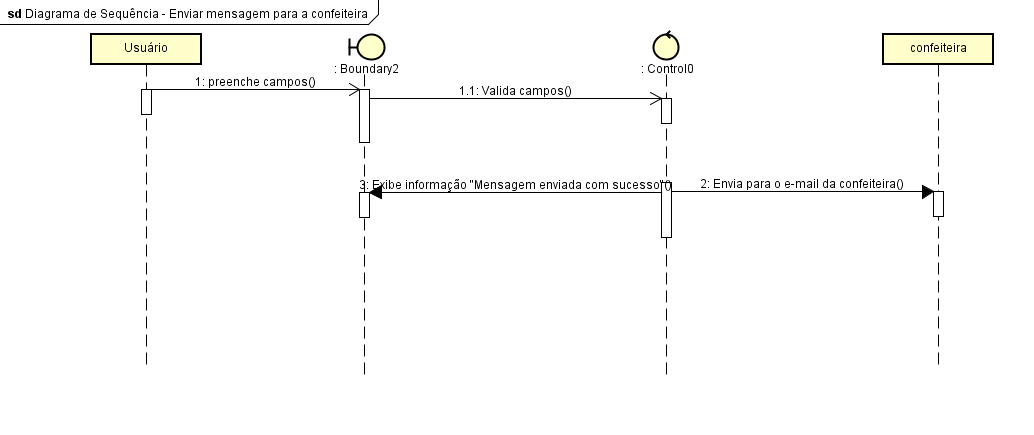 sd Diagrama de Sequência - Enviar mensagem para a confeiteira
Usuário
confeiteira
: Boundary2
: Control0
1: preenche campos()
1.1: Valida campos()
3: Exibe informação "Mensagem enviada com sucesso"()
2: Envia para o e-mail da confeiteira()